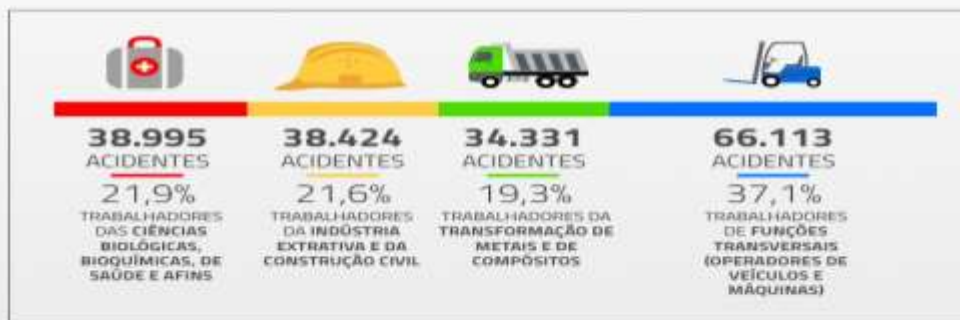 38.995
ACIDENTES
21,9%
TRABALHADORES
DAS CIÊNCIAS
BIOLÓGICAS,
BIOQUÍMICAS, DE
SAÚDE E AFINS
38.424
ACIDENTES
21,6%
TRABALHADORES
DA INDÚSTRIA
EXTRATIVA E DA
CONSTRUÇÃO CIVIL
34.331
ACIDENTES
19,3%
TRABALHADORES DA
TRANSFORMAÇÃO DE
METAIS E DE
COMPÓSITOS
66.113
ACIDENTES
37,1%
TRABALHADORES
DE FUNÇÕES
TRANSVERSAIS
(OPERADORES DE
VEÍCULOS E
MÁQUINAS)